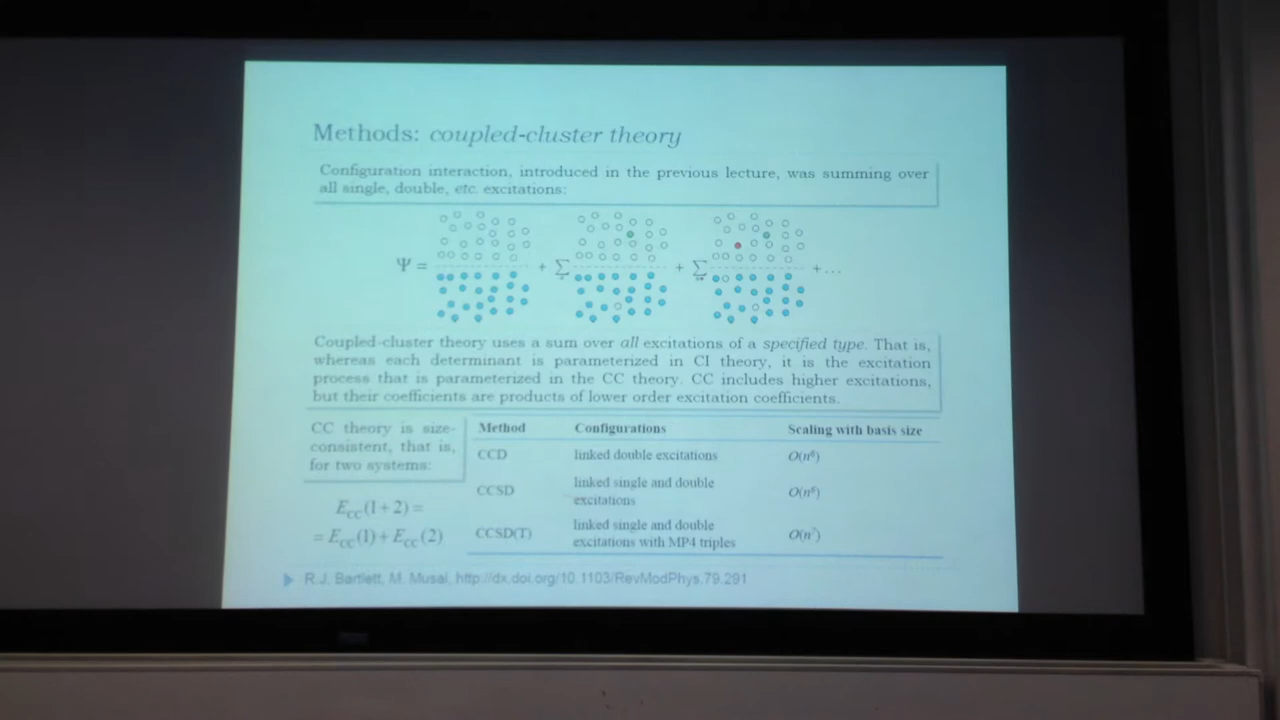 Methods: coupled-cluster theory
Configuration interaction, introduced in the previous lecture, was summing over
all single, double, etc. excitations:
Ψ = + ∑ + ∑ + ...
Coupled-cluster theory uses a sum over all excitations of a specified type. That is,
whereas each determinant is parameterized in CI theory, it is the excitation
process that is parameterized in the CC theory. CC includes higher excitations,
but their coefficients are products of lower order excitation coefficients.
CC theory is size-
consistent, that is,
for two systems:
E_CC(1+2) =
= E_CC(1) + E_CC(2)
Method Configurations Scaling with basis size
CCD linked double excitations O(n⁶)
CCSD linked single and double
excitations O(n⁶)
CCSD(T) linked single and double
excitations with MP4 triples O(n⁷)
R.J. Bartlett, M. Musai, http://dx.doi.org/10.1103/RevModPhys.79.291